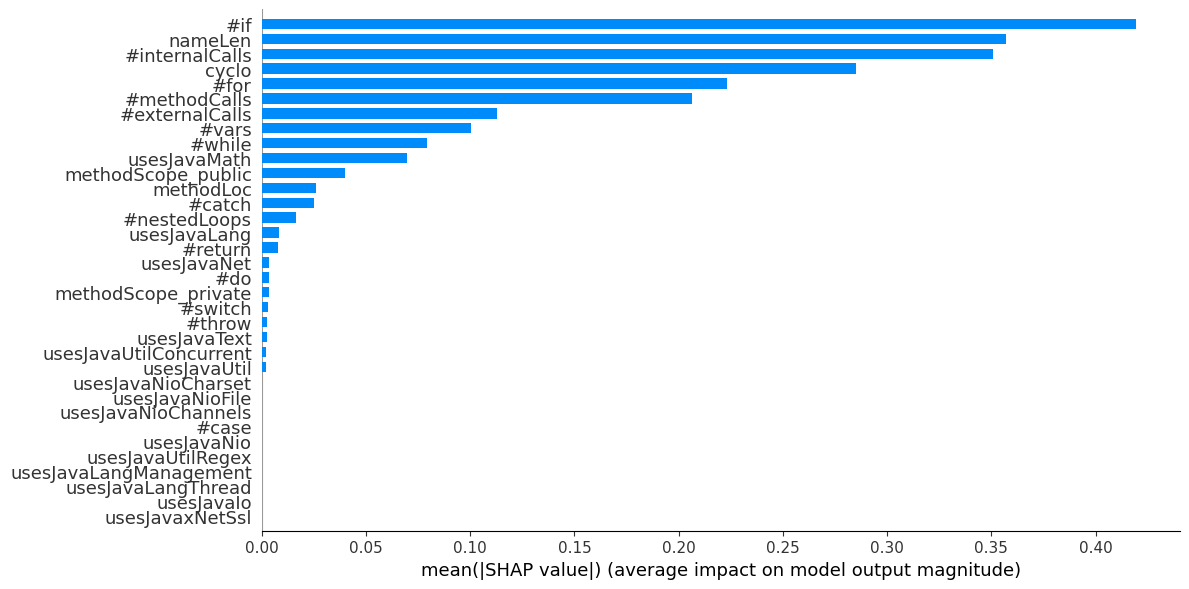 #if
nameLen
#internalCalls
cyclo
#for
#methodCalls
#externalCalls
#vars
#while
usesJavaMath
methodScope_public
methodLoc
#catch
#nestedLoops
usesJavaLang
#return
usesJavaNet
#do
methodScope_private
#switch
#throw
usesJavaText
usesJavaUtilConcurrent
usesJavaUtil
usesJavaNioCharset
usesJavaNioFile
usesJavaNioChannels
#case
usesJavaNio
usesJavaUtilRegex
usesJavaLangManagement
usesJavaLangThread
usesJavaIo
usesJavaxNetSsl
0.00 0.05 0.10 0.15 0.20 0.25 0.30 0.35 0.40
mean(|SHAP value|) (average impact on model output magnitude)